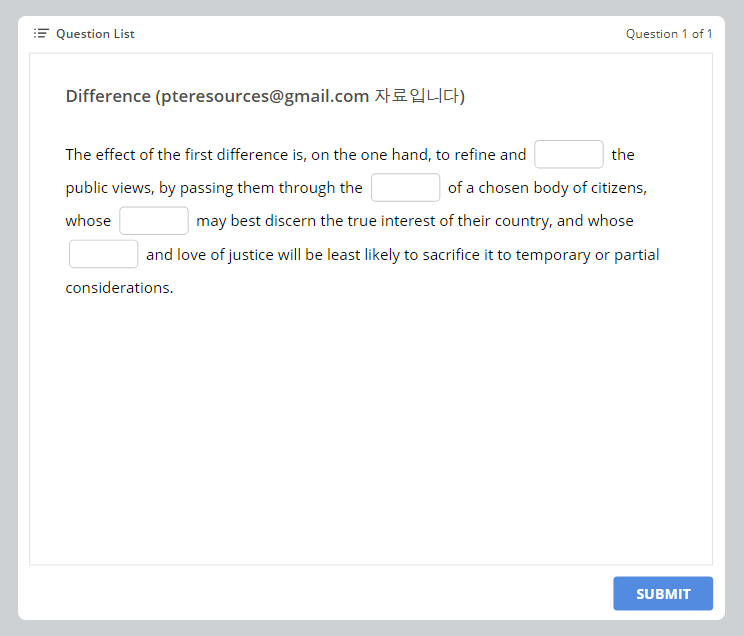 Question List
Question 1 of 1
Difference (pteresources@gmail.com 자료입니다)
The effect of the first difference is, on the one hand, to refine and the
public views, by passing them through the of a chosen body of citizens,
whose may best discern the true interest of their country, and whose
and love of justice will be least likely to sacrifice it to temporary or partial
considerations.
SUBMIT